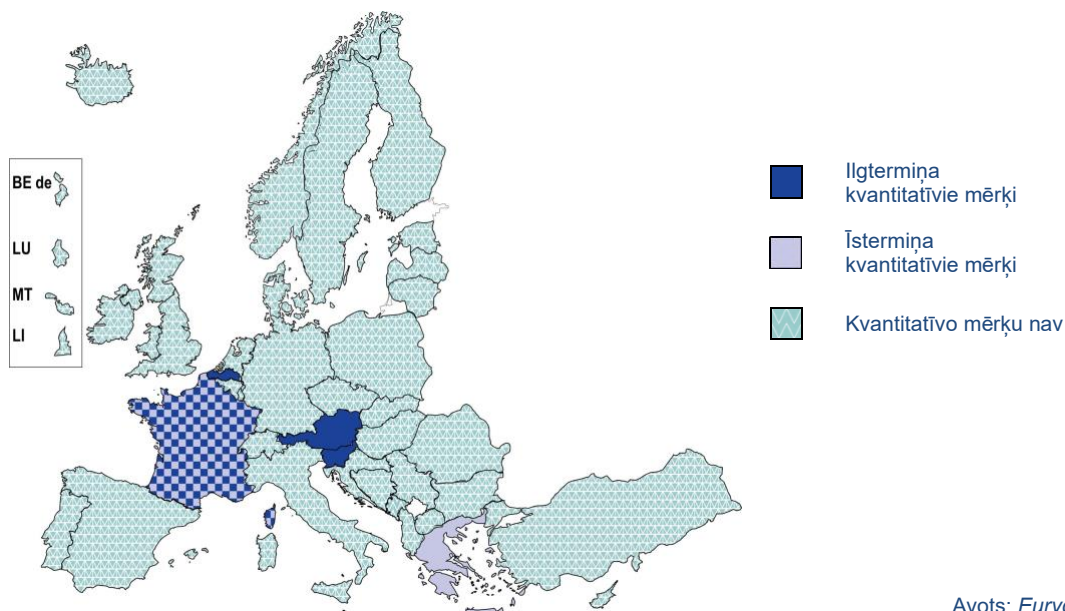 BE de
LU
MT
LI
Ilgtermiņa
kvantitatīvie mērķi
Īstermiņa
kvantitatīvie mērķi
Kvantitatīvo mērķu nav
Avots: